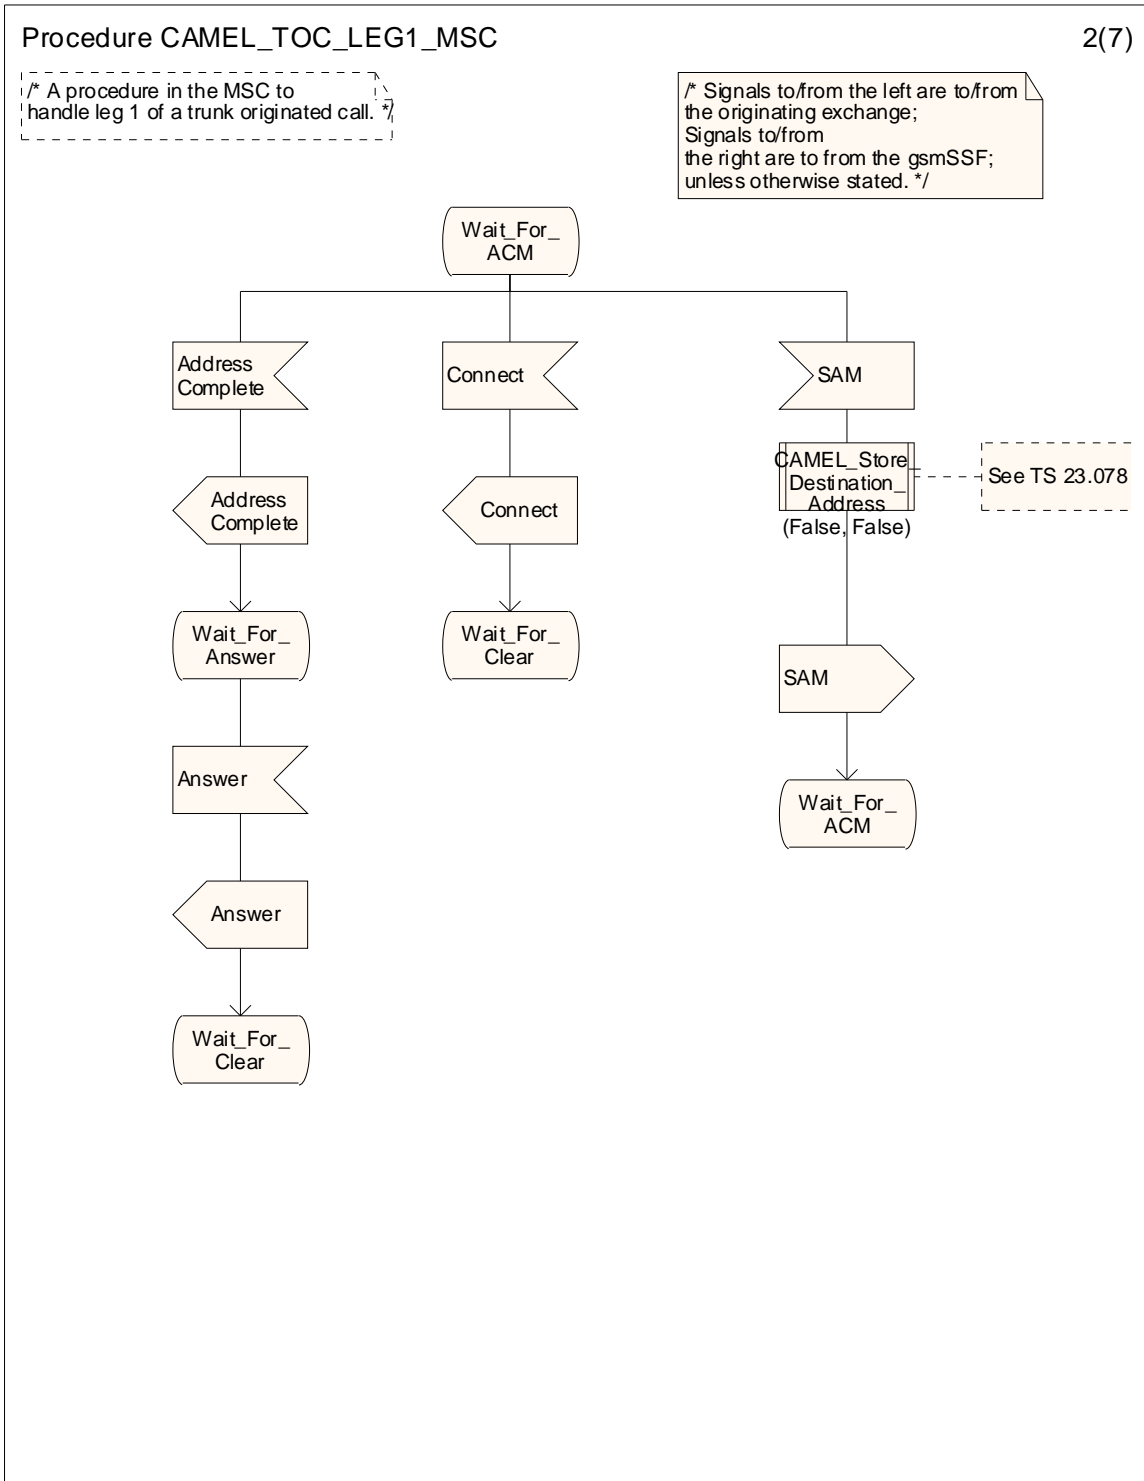 Procedure CAMEL_TOC_LEG1_MSC
2(7)
/* A procedure in the MSC to
handle leg 1 of a trunk originated call. */
/* Signals to/from the left are to/from
the originating exchange;
Signals to/from
the right are to from the gsmSSF;
unless otherwise stated. */
Wait_For_
ACM
Address
Complete
Connect
SAM
Address
Complete
Connect
CAMEL_Store_
Destination_
Address
(False, False)
See TS 23.078
Wait_For_
Answer
Wait_For_
Clear
SAM
Answer
Wait_For_
ACM
Answer
Wait_For_
Clear